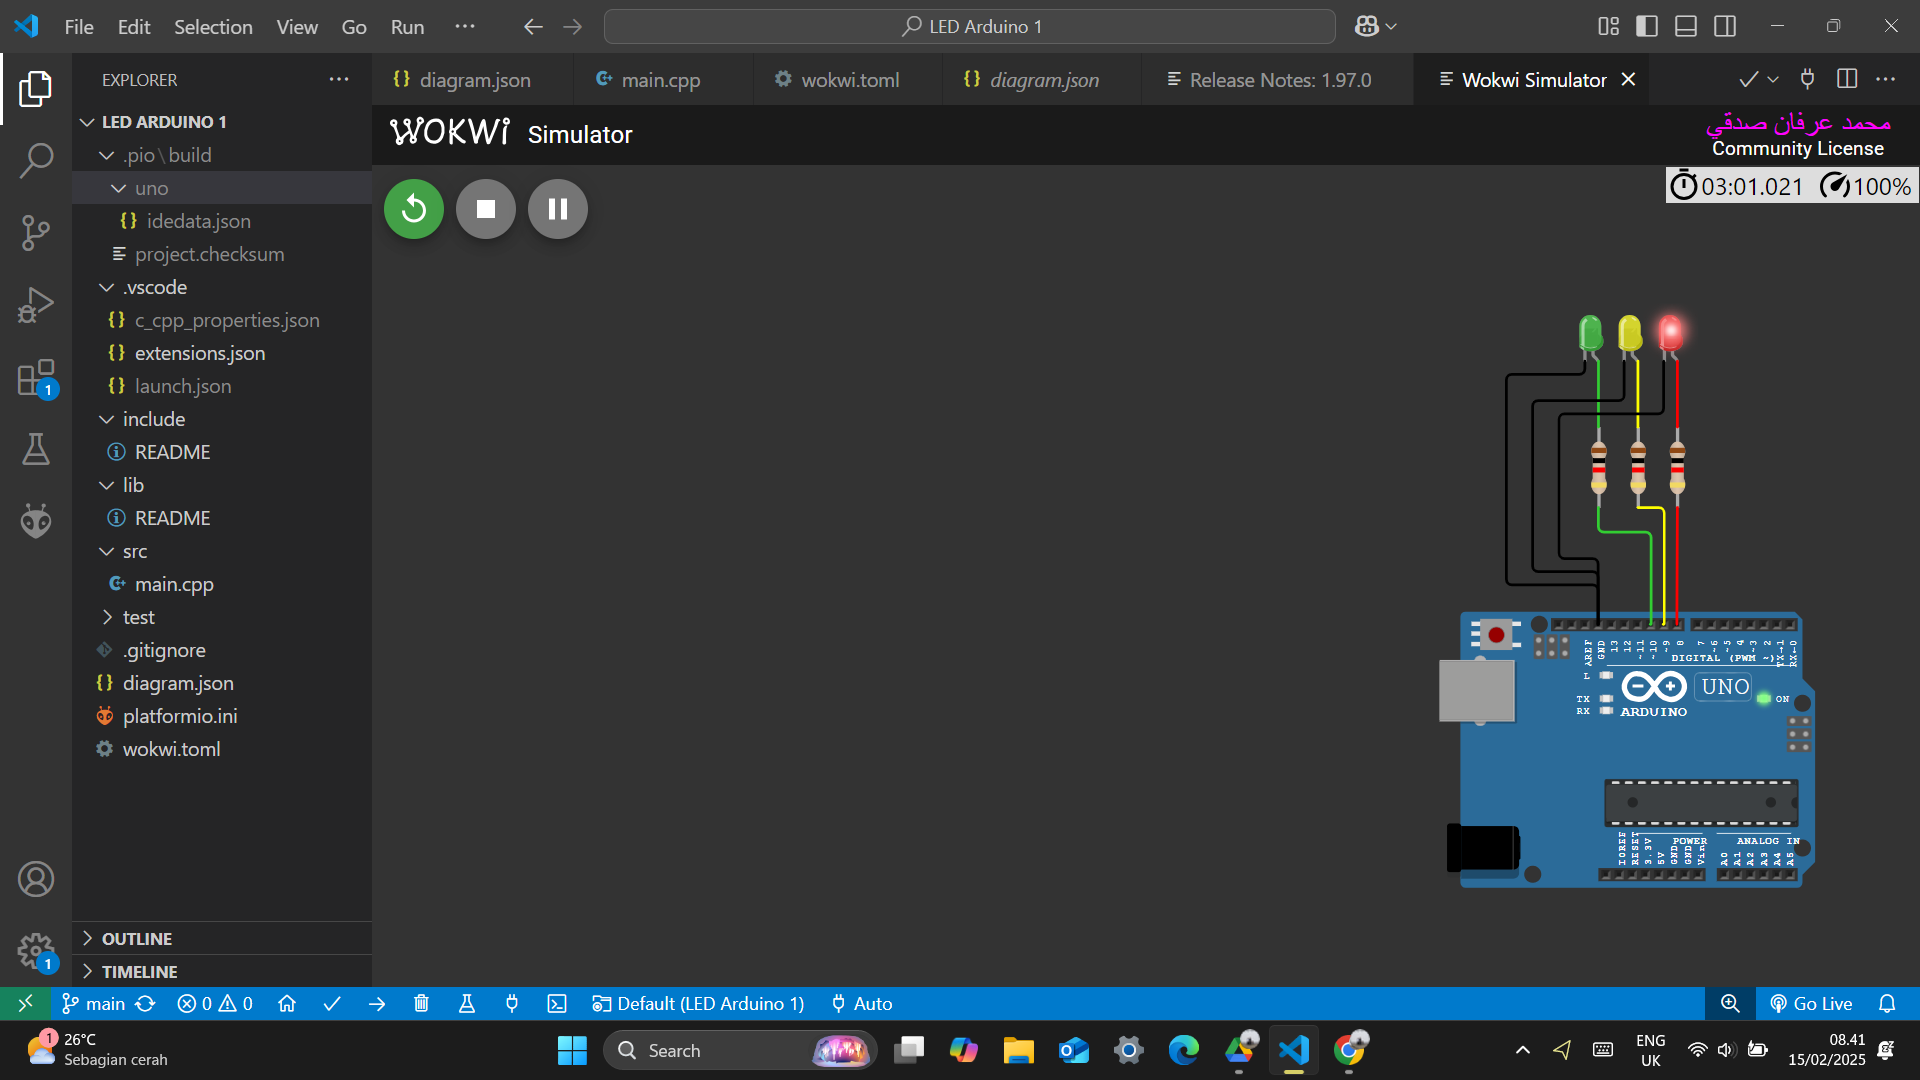 File Edit Selection View Go Run ··· LED Arduino 1
EXPLORER ···
LED ARDUINO 1
.pio\build
uno
idedata.json
project.checksum
.vscode
c_cpp_properties.json
extensions.json
launch.json
include
README
lib
README
src
main.cpp
test
.gitignore
diagram.json
platformio.ini
wokwi.toml
OUTLINE
TIMELINE
1
1
diagram.json main.cpp wokwi.toml diagram.json Release Notes: 1.97.0 Wokwi Simulator
WOKWi Simulator
محمد عرفان صدقي
Community License
03:01.021 100%
AREF GND 13 12 ~11 ~10 ~9 8 7 ~6 ~5 4 ~3 2 TX→1 RX←0
DIGITAL (PWM ~)
L
TX
RX
ARDUINO
UNO
ON
IOREF RESET 3.3V 5V GND GND Vin
POWER
ANALOG IN
A0 A1 A2 A3 A4 A5
main 0 0 Default (LED Arduino 1) Auto Go Live
1
26°C
Sebagian cerah
Search
ENG
UK
08.41
15/02/2025